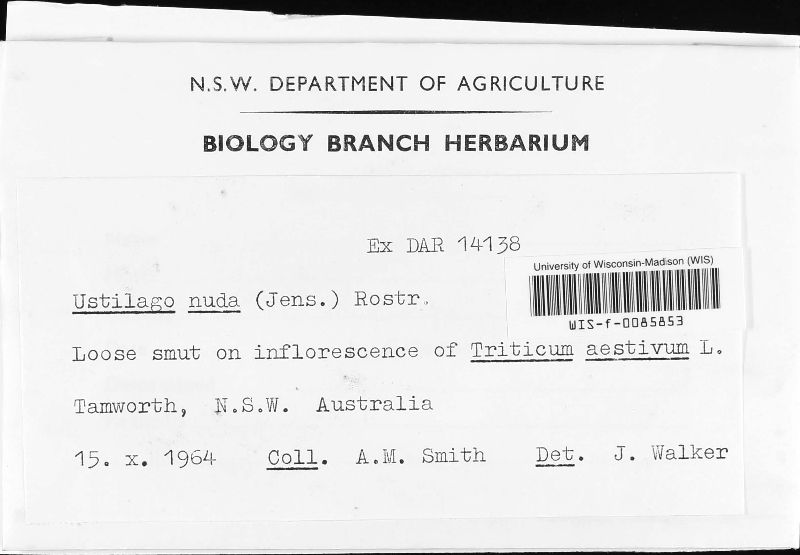 N.S.W. DEPARTMENT OF AGRICULTURE
BIOLOGY BRANCH HERBARIUM
Ex DAR 14138
University of Wisconsin-Madison (WIS)
WIS-f-0085853
Ustilago nuda (Jens.) Rostr.
Loose smut on inflorescence of Triticum aestivum L.
Tamworth, N.S.W. Australia
15. x. 1964 Coll. A.M. Smith Det. J. Walker